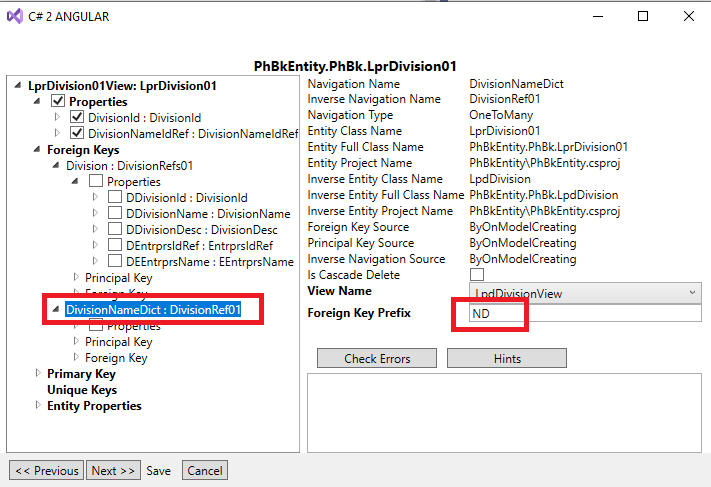 C# 2 ANGULAR
PhBkEntity.PhBk.LprDivision01
LprDivision01View: LprDivision01
Properties
DivisionId : DivisionId
DivisionNameIdRef : DivisionNameIdRef
Foreign Keys
Division : DivisionRefs01
Properties
DDivisionId : DivisionId
DDivisionName : DivisionName
DDivisionDesc : DivisionDesc
DEntrprsIdRef : EntrprsIdRef
DEEntrprsName : EEntrprsName
Principal Key
Foreign Key
DivisionNameDict : DivisionRef01
Properties
Principal Key
Foreign Key
Primary Key
Unique Keys
Entity Properties
Navigation Name DivisionNameDict
Inverse Navigation Name DivisionRef01
Navigation Type OneToMany
Entity Class Name LprDivision01
Entity Full Class Name PhBkEntity.PhBk.LprDivision01
Entity Project Name PhBkEntity\PhBkEntity.csproj
Inverse Entity Class Name LpdDivision
Inverse Entity Full Class Name PhBkEntity.PhBk.LpdDivision
Inverse Entity Project Name PhBkEntity\PhBkEntity.csproj
Foreign Key Source ByOnModelCreating
Principal Key Source ByOnModelCreating
Inverse Navigation Source ByOnModelCreating
Is Cascade Delete
View Name LpdDivisionView
Foreign Key Prefix ND
Check Errors Hints
<< Previous Next >> Save Cancel